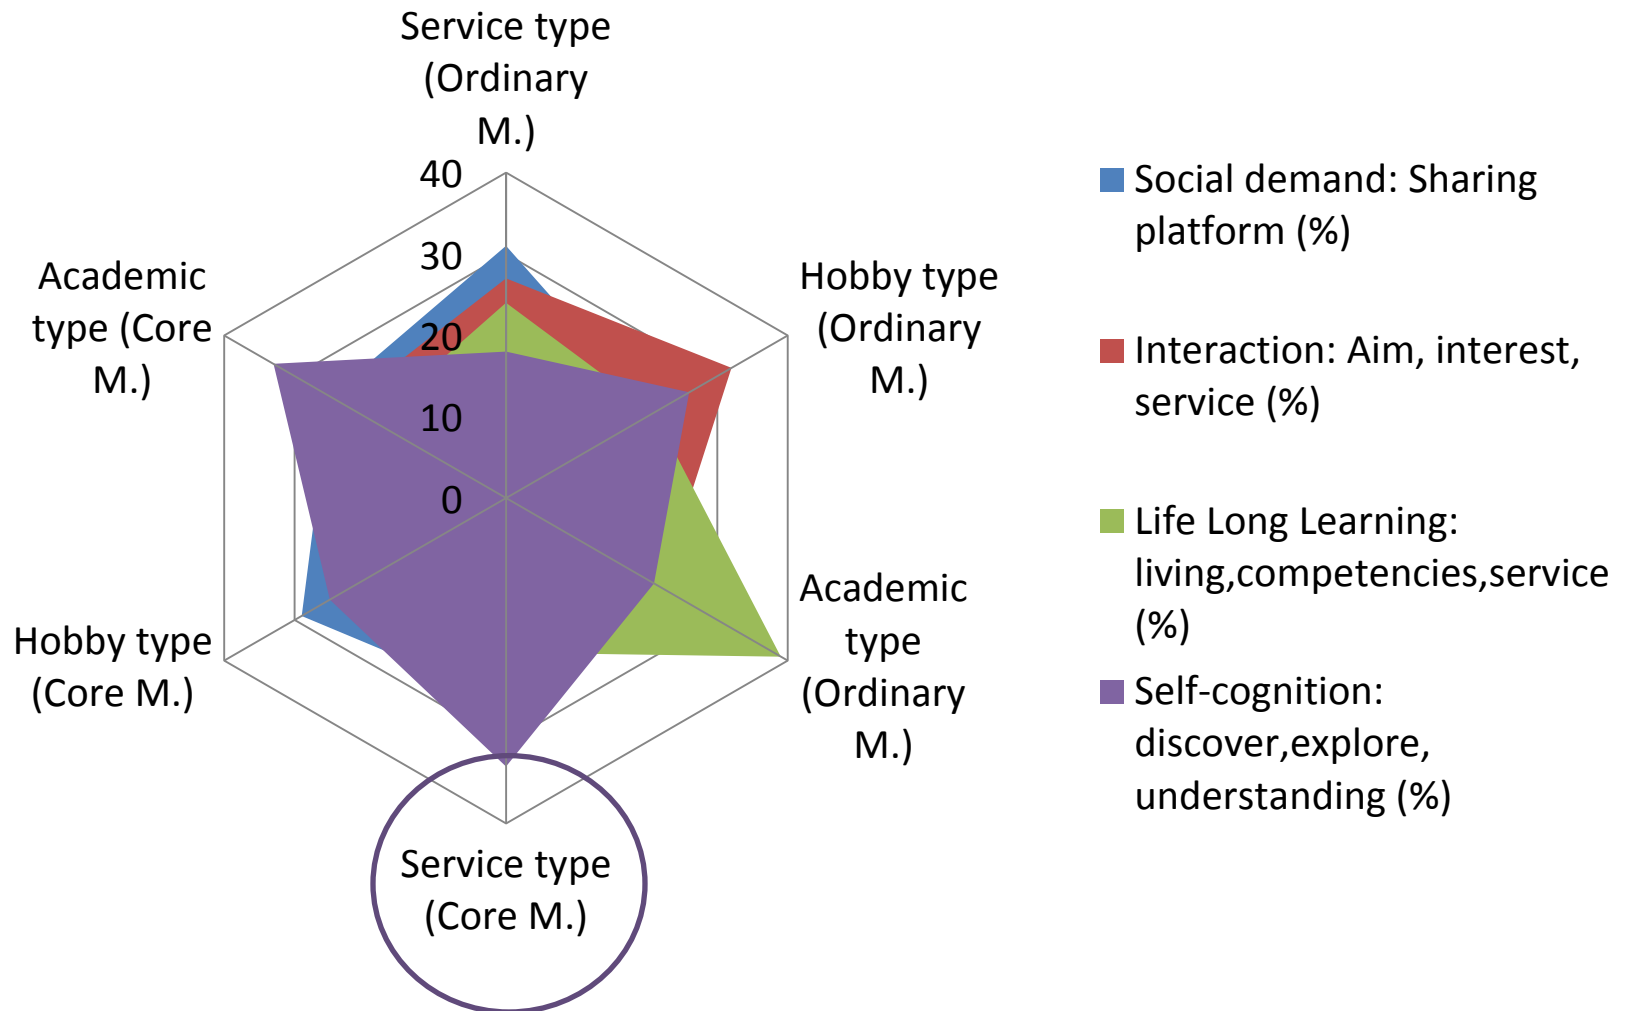 Service type
(Ordinary
M.)
40
30
20
10
0
Hobby type
(Ordinary
M.)
Academic
type
(Ordinary
M.)
Service type
(Core M.)
Hobby type
(Core M.)
Academic
type (Core
M.)
Social demand: Sharing
platform (%)
Interaction: Aim, interest,
service (%)
Life Long Learning:
living,competencies,service
(%)
Self-cognition:
discover,explore,
understanding (%)